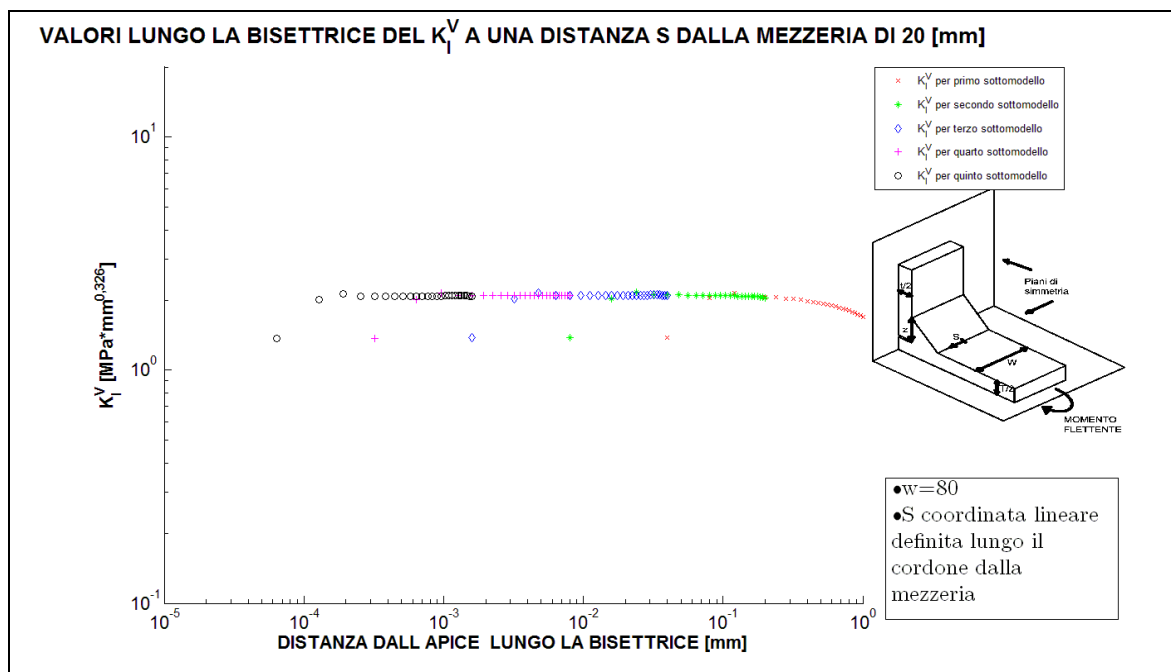 VALORI LUNGO LA BISETTRICE DEL K_I^V A UNA DISTANZA S DALLA MEZZERIA DI 20 [mm]
K_I^V per primo sottomodello
K_I^V per secondo sottomodello
K_I^V per terzo sottomodello
K_I^V per quarto sottomodello
K_I^V per quinto sottomodello
K_I^V [MPa*mm^0,326]
10^1
10^0
10^-1
10^-5
10^-4
10^-3
10^-2
10^-1
10^0
DISTANZA DALL APICE LUNGO LA BISETTRICE [mm]
t/2
z
S
W
T/2
Piani di
simmetria
MOMENTO
FLETTENTE
●w=80
●S coordinata lineare
definita lungo il
cordone dalla
mezzeria